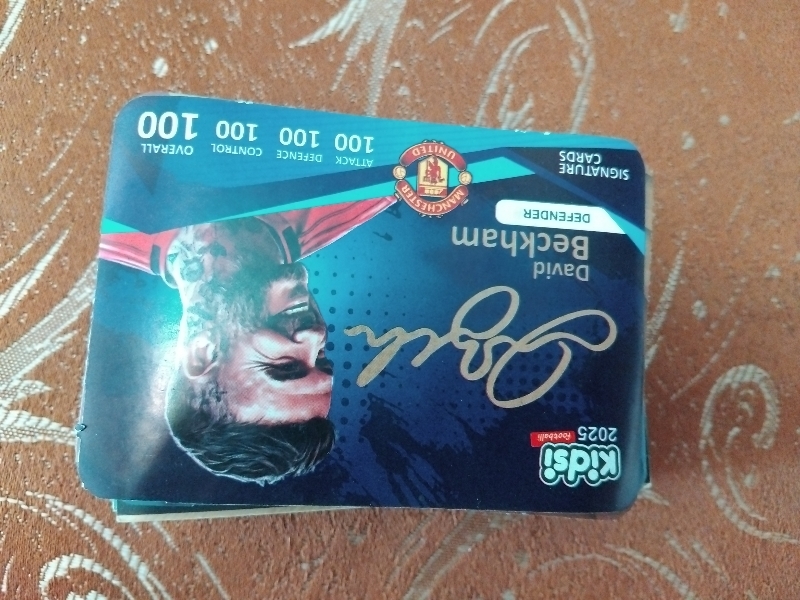 Kidsi
Football!
2025
David
Beckham
DEFENDER
SIGNATURE
CARDS
MANCHESTER
UNITED
ATTACK
100
DEFENCE
100
CONTROL
100
OVERALL
100